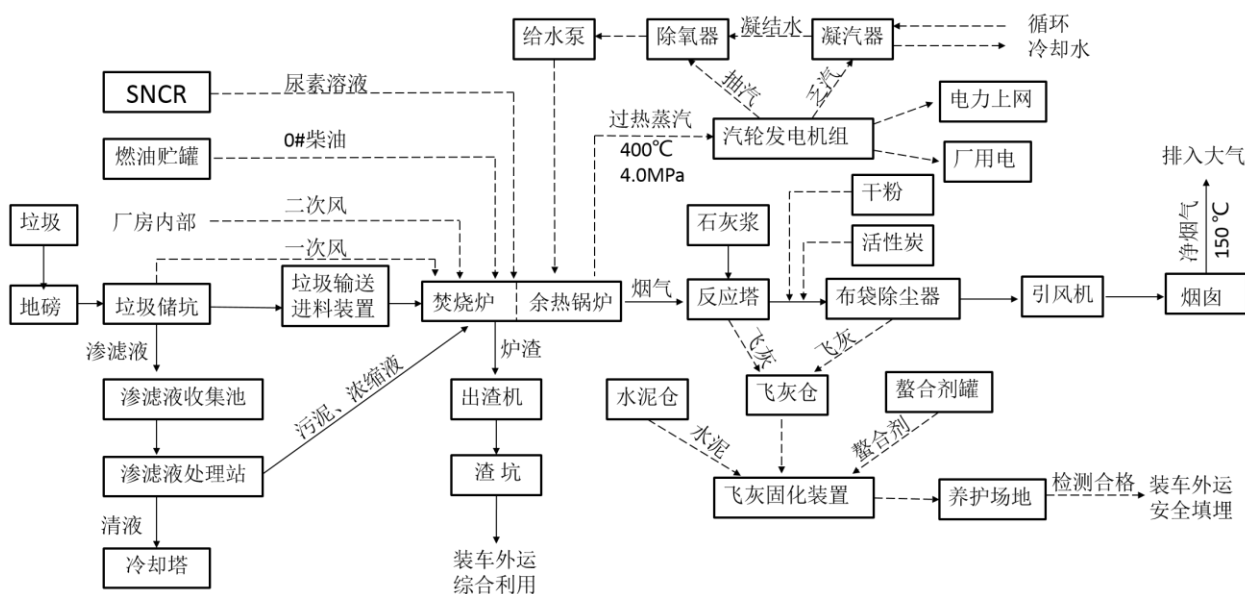 给水泵
除氧器
凝结水
凝汽器
循环
冷却水
SNCR
尿素溶液
抽汽
乏汽
电力上网
过热蒸汽
400℃
4.0MPa
汽轮发电机组
燃油贮罐
0#柴油
厂用电
排入大气
干粉
垃圾
厂房内部
二次风
石灰浆
活性炭
净烟气
150 ℃
一次风
地磅
垃圾储坑
垃圾输送
进料装置
焚烧炉
余热锅炉
烟气
反应塔
布袋除尘器
引风机
烟囱
渗滤液
炉渣
飞灰
飞灰
渗滤液收集池
污泥、浓缩液
出渣机
水泥仓
飞灰仓
螯合剂罐
水泥
螯合剂
渗滤液处理站
渣坑
飞灰固化装置
养护场地
检测合格
装车外运
安全填埋
清液
冷却塔
装车外运
综合利用